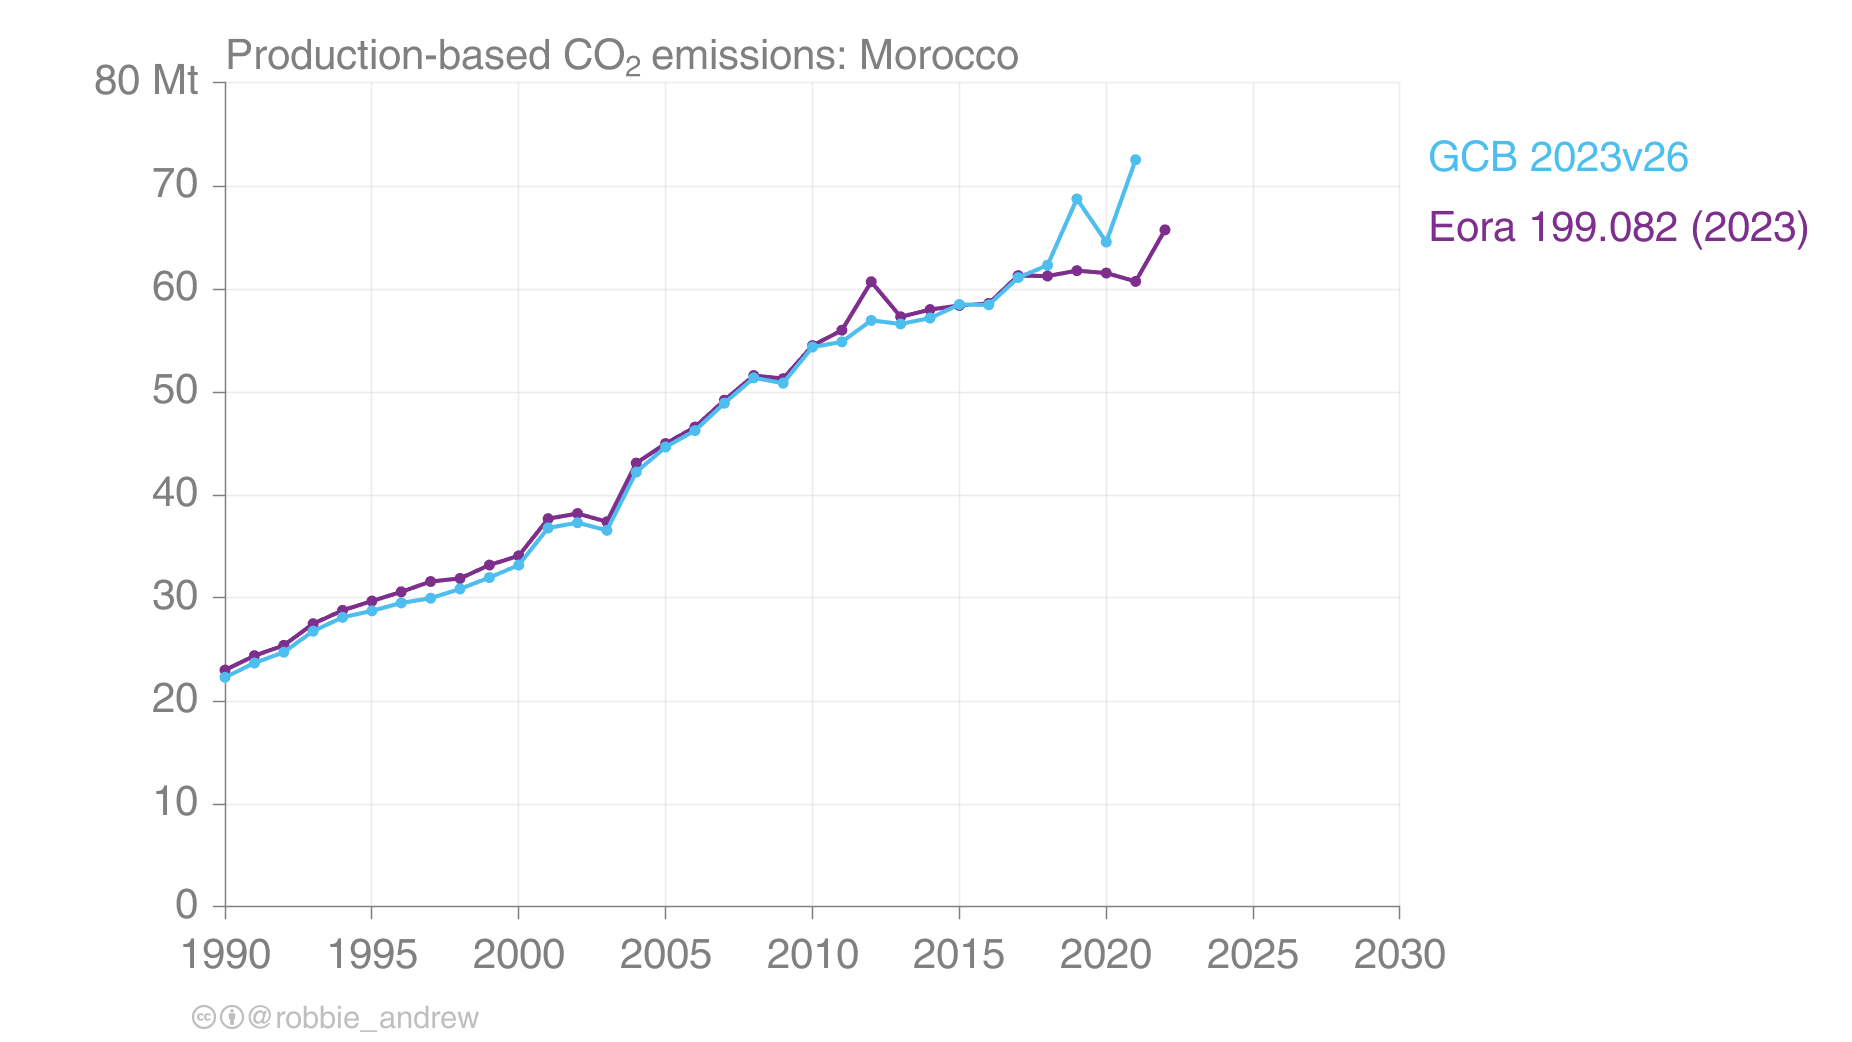 Production-based CO₂ emissions: Morocco
80 Mt
70
60
50
40
30
20
10
0
1990 1995 2000 2005 2010 2015 2020 2025 2030
GCB 2023v26
Eora 199.082 (2023)
cc @robbie_andrew